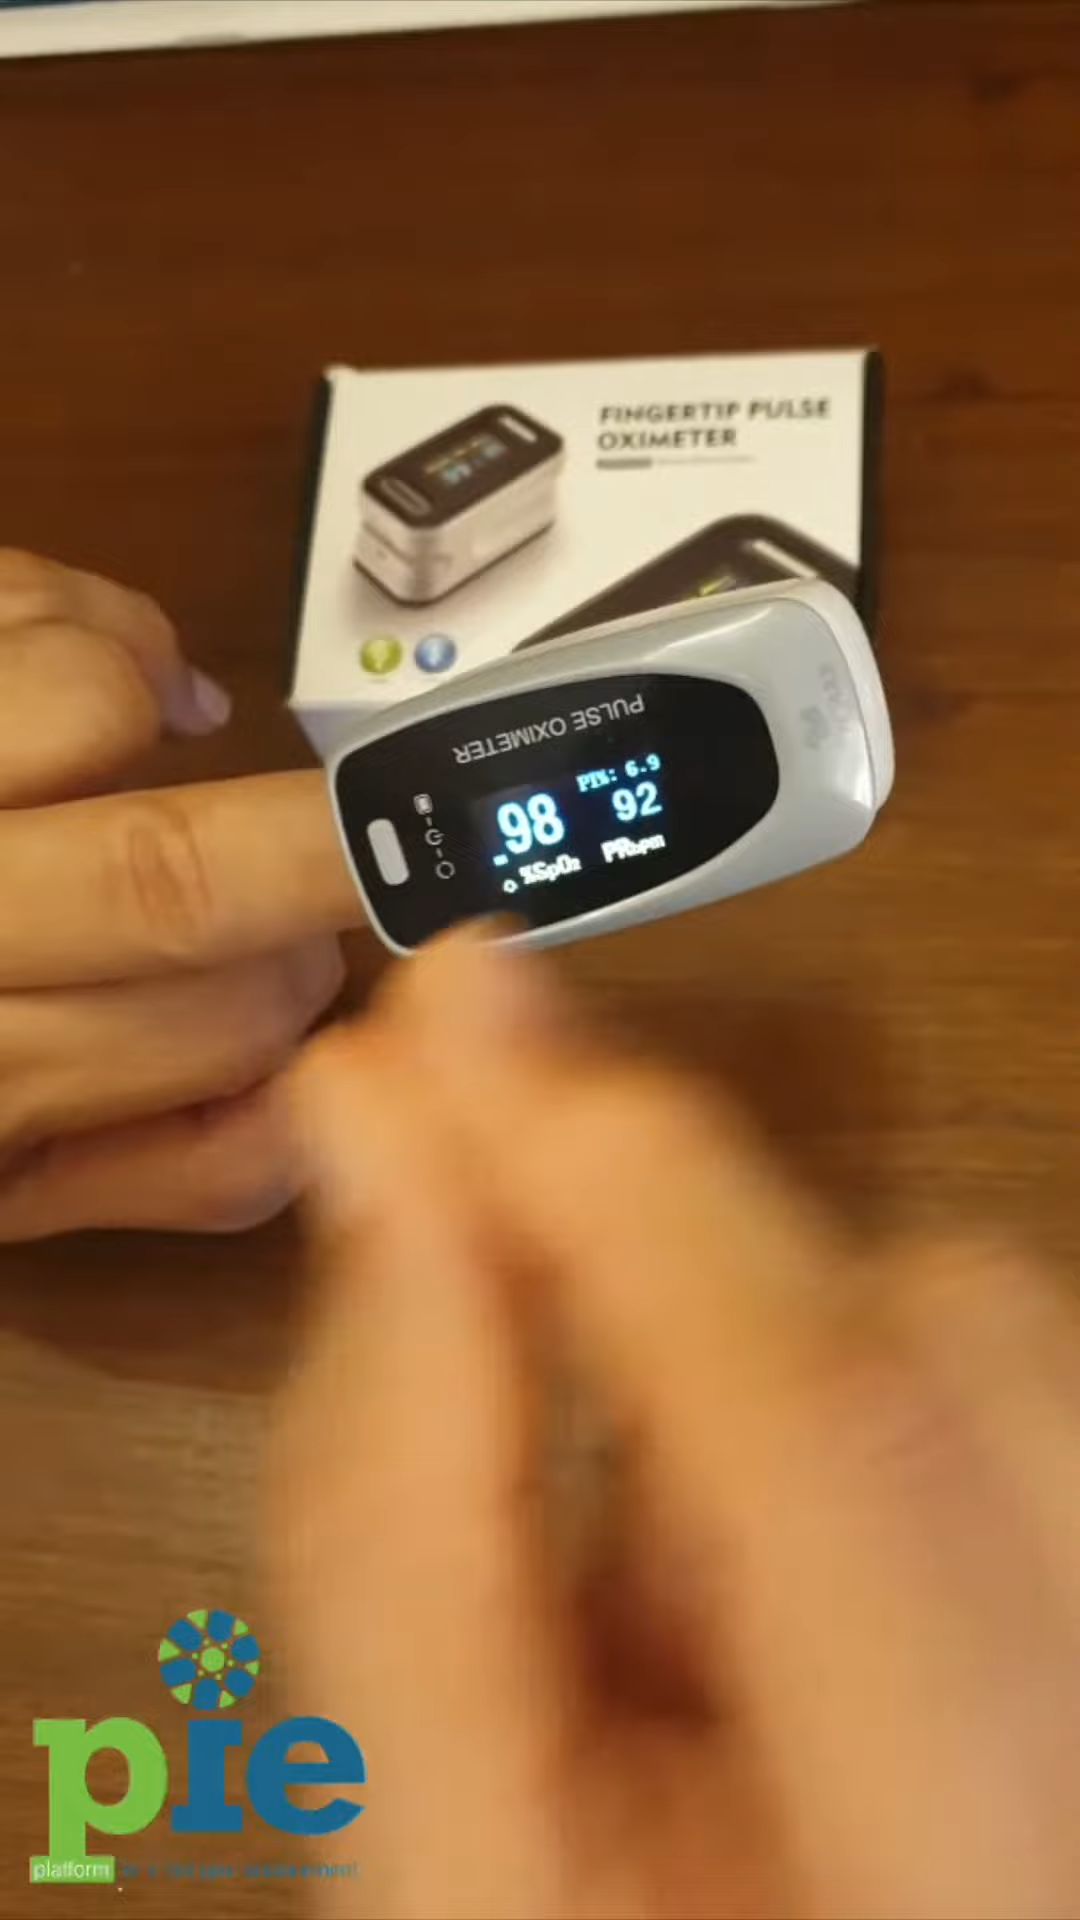 FINGERTIP PULSE
OXIMETER
PULSE OXIMETER
PI%: 6.9
98
92
%SpO₂
PRbpm
pie
platform